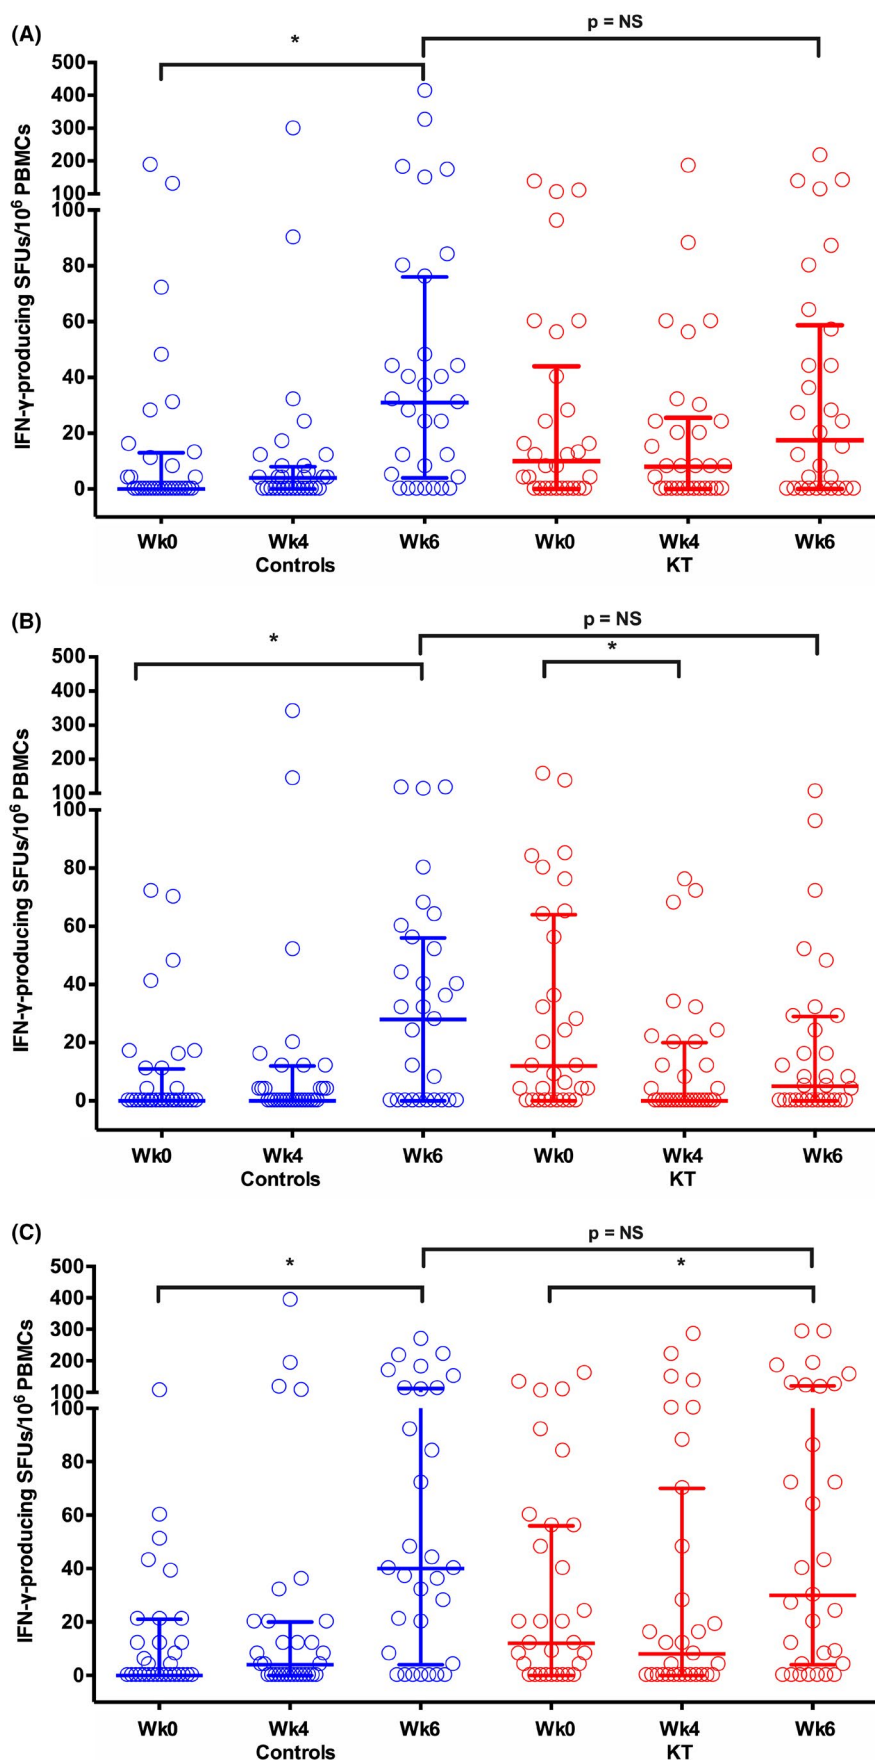 (A)
p = NS
*
500
400
300
200
100
100
80
60
40
20
0
IFN-γ-producing SFUs/10⁶ PBMCs
Wk0 Wk4 Wk6 Wk0 Wk4 Wk6
Controls KT
(B)
p = NS
* *
500
400
300
200
100
100
80
60
40
20
0
IFN-γ-producing SFUs/10⁶ PBMCs
Wk0 Wk4 Wk6 Wk0 Wk4 Wk6
Controls KT
(C)
p = NS
* *
500
400
300
200
100
100
80
60
40
20
0
IFN-γ-producing SFUs/10⁶ PBMCs
Wk0 Wk4 Wk6 Wk0 Wk4 Wk6
Controls KT